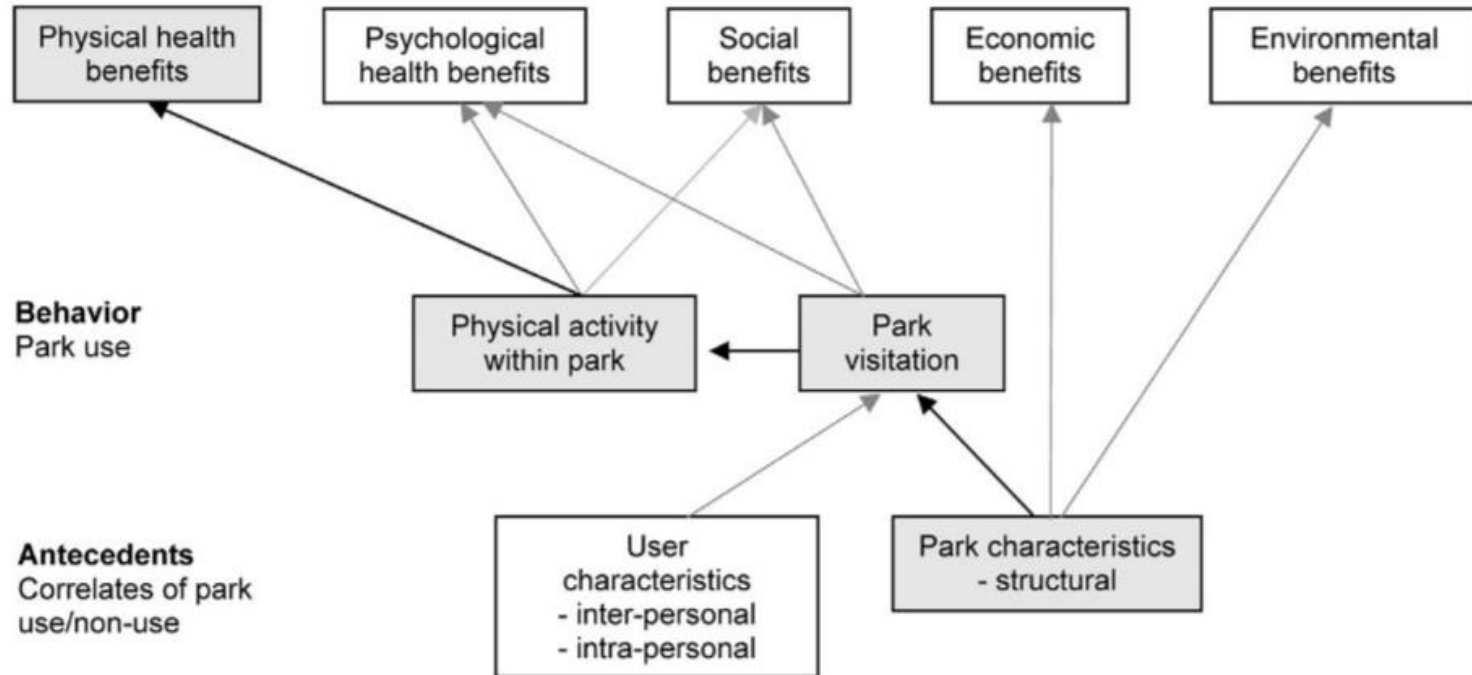 Physical health
benefits
Psychological
health benefits
Social
benefits
Economic
benefits
Environmental
benefits
Behavior
Park use
Physical activity
within park
Park
visitation
Antecedents
Correlates of park
use/non-use
User
characteristics
- inter-personal
- intra-personal
Park characteristics
- structural